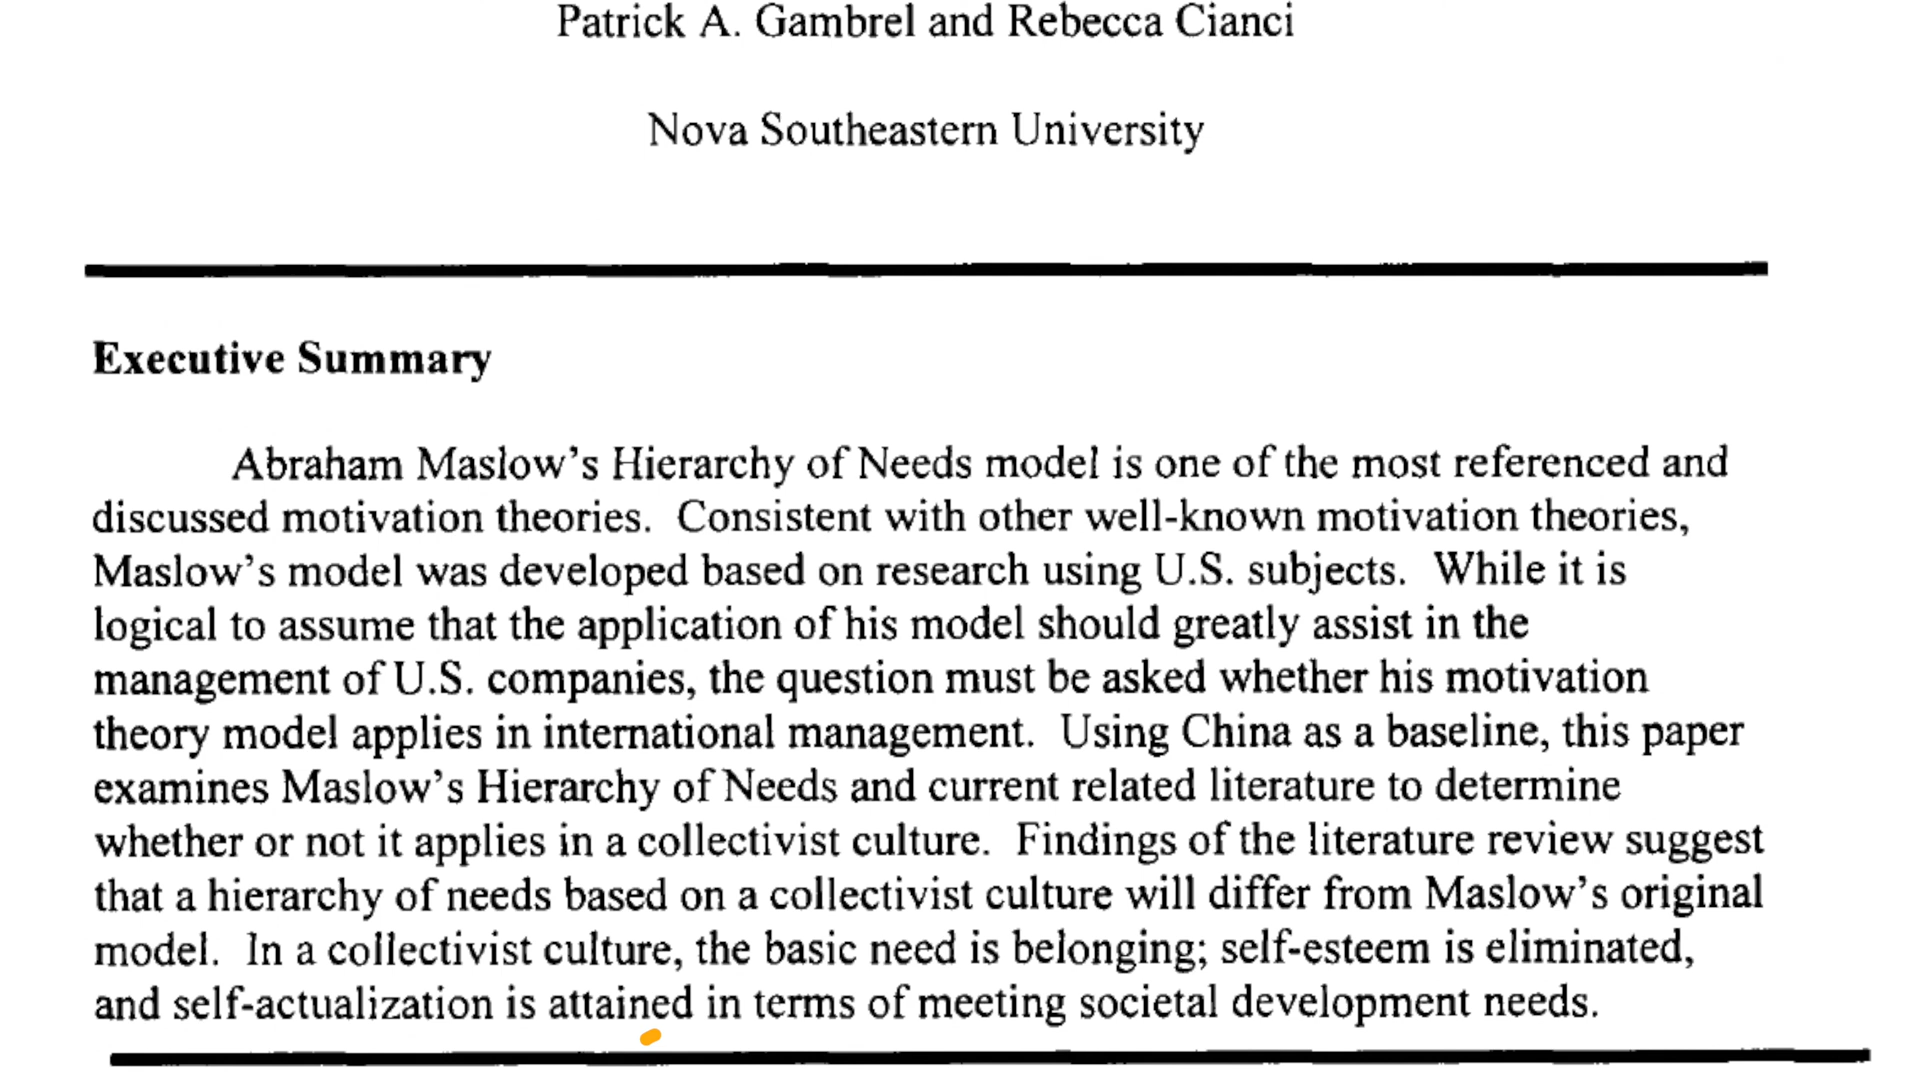 Patrick A. Gambrel and Rebecca Cianci
Nova Southeastern University
Executive Summary
Abraham Maslow's Hierarchy of Needs model is one of the most referenced and
discussed motivation theories.  Consistent with other well-known motivation theories,
Maslow's model was developed based on research using U.S. subjects.  While it is
logical to assume that the application of his model should greatly assist in the
management of U.S. companies, the question must be asked whether his motivation
theory model applies in international management.  Using China as a baseline, this paper
examines Maslow's Hierarchy of Needs and current related literature to determine
whether or not it applies in a collectivist culture.  Findings of the literature review suggest
that a hierarchy of needs based on a collectivist culture will differ from Maslow's original
model.  In a collectivist culture, the basic need is belonging; self-esteem is eliminated,
and self-actualization is attained in terms of meeting societal development needs.